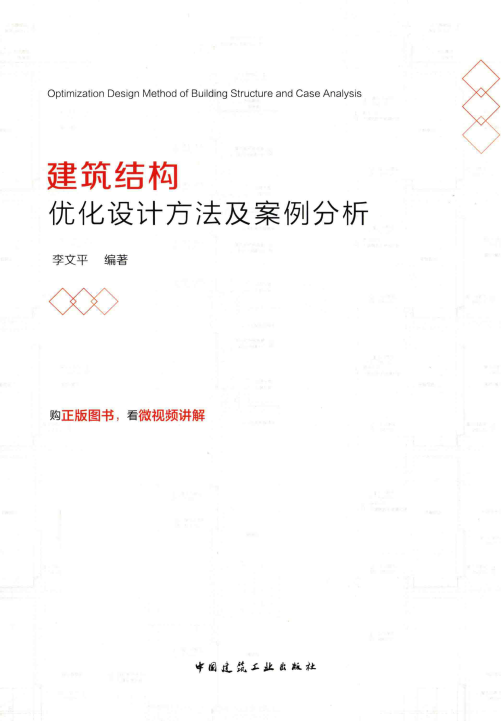 Optimization Design Method of Building Structure and Case Analysis
建筑结构
优化设计方法及案例分析
李文平 编著
购正版图书，看微视频讲解
中国建筑工业出版社